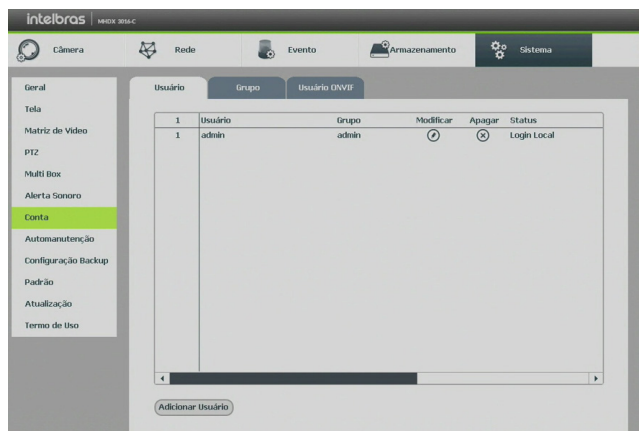 intelbras MHDX 3016-C
Câmera Rede Evento Armazenamento Sistema
Geral
Tela
Matriz de Vídeo
PTZ
Multi Box
Alerta Sonoro
Conta
Automanutenção
Configuração Backup
Padrão
Atualização
Termo de Uso
Usuário Grupo Usuário ONVIF
1 Usuário Grupo Modificar Apagar Status
1 admin admin Login Local
Adicionar Usuário